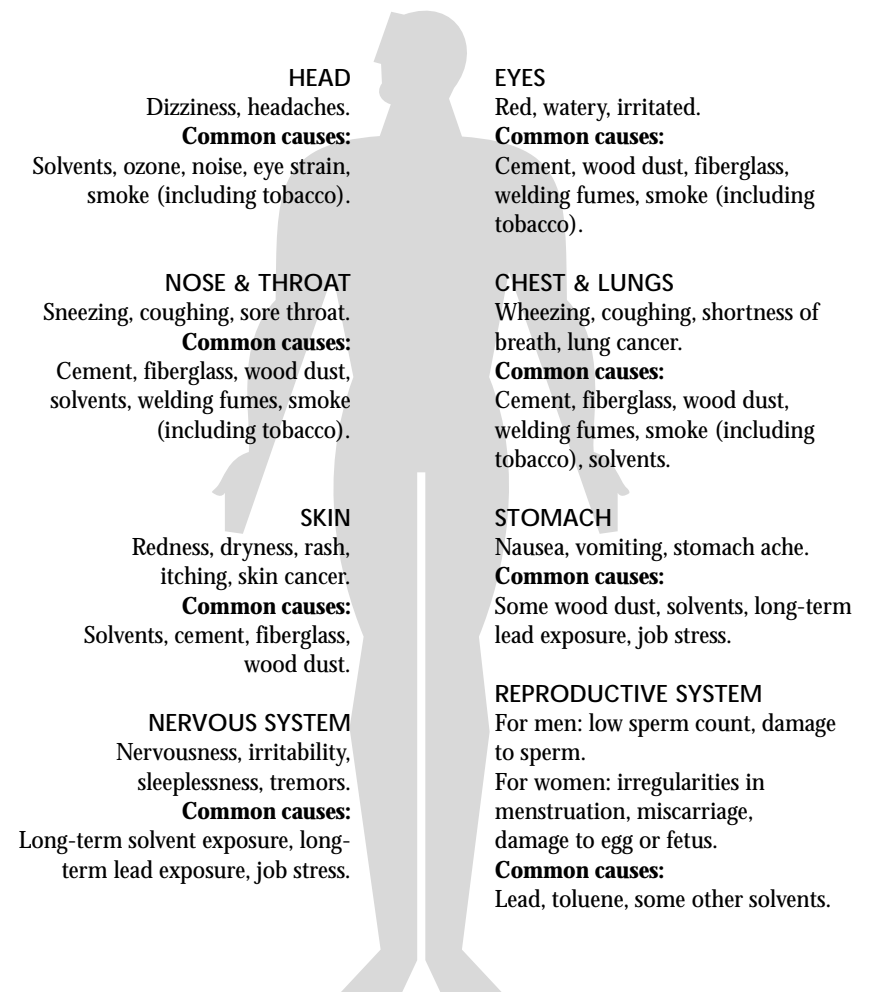 HEAD
Dizziness, headaches.
Common causes:
Solvents, ozone, noise, eye strain,
smoke (including tobacco).
NOSE & THROAT
Sneezing, coughing, sore throat.
Common causes:
Cement, fiberglass, wood dust,
solvents, welding fumes, smoke
(including tobacco).
SKIN
Redness, dryness, rash,
itching, skin cancer.
Common causes:
Solvents, cement, fiberglass,
wood dust.
NERVOUS SYSTEM
Nervousness, irritability,
sleeplessness, tremors.
Common causes:
Long-term solvent exposure, long-
term lead exposure, job stress.
EYES
Red, watery, irritated.
Common causes:
Cement, wood dust, fiberglass,
welding fumes, smoke (including
tobacco).
CHEST & LUNGS
Wheezing, coughing, shortness of
breath, lung cancer.
Common causes:
Cement, fiberglass, wood dust,
welding fumes, smoke (including
tobacco), solvents.
STOMACH
Nausea, vomiting, stomach ache.
Common causes:
Some wood dust, solvents, long-term
lead exposure, job stress.
REPRODUCTIVE SYSTEM
For men: low sperm count, damage
to sperm.
For women: irregularities in
menstruation, miscarriage,
damage to egg or fetus.
Common causes:
Lead, toluene, some other solvents.